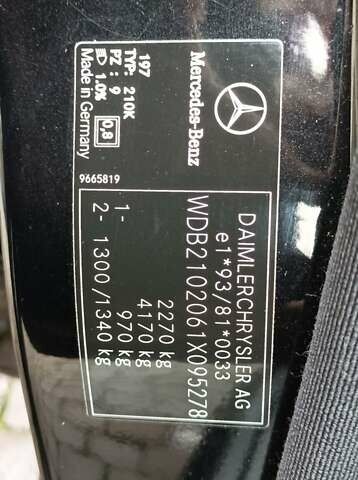 DAIMLERCHRYSLER AG
e1*93/81*0033
WDB2102061X095278
2270 kg
4170 kg
1- 970 kg
2- 1300/1340 kg
Mercedes-Benz
197
TYP: 210K
PZ : 9
1.0%
Made in Germany
0,8
9665819